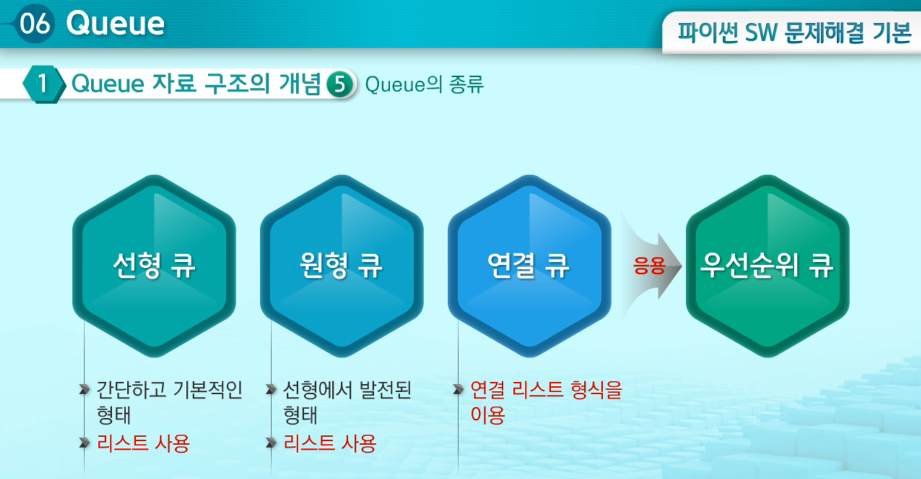 06 Queue
파이썬 SW 문제해결 기본
1 Queue 자료 구조의 개념 5 Queue의 종류
선형 큐
원형 큐
연결 큐
응용
우선순위 큐
간단하고 기본적인
형태
리스트 사용
선형에서 발전된
형태
리스트 사용
연결 리스트 형식을
이용